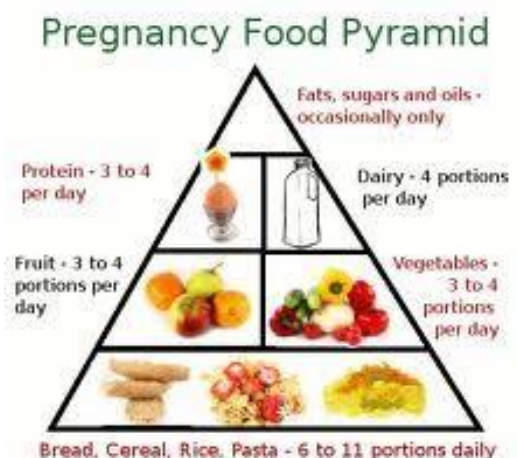 Pregnancy Food Pyramid
Fats, sugars and oils -
occasionally only
Protein - 3 to 4
per day
Dairy - 4 portions
per day
Fruit - 3 to 4
portions per
day
Vegetables -
3 to 4
portions
per day
Bread, Cereal, Rice, Pasta - 6 to 11 portions daily